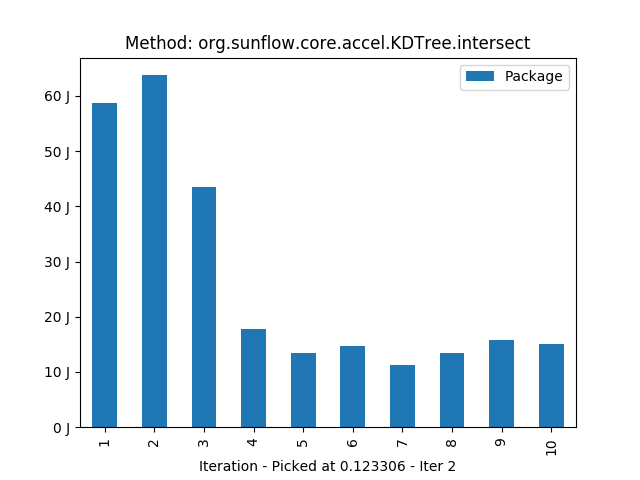 Method: org.sunflow.core.accel.KDTree.intersect
Package
60 J
50 J
40 J
30 J
20 J
10 J
0 J
1 2 3 4 5 6 7 8 9 10
Iteration - Picked at 0.123306 - Iter 2